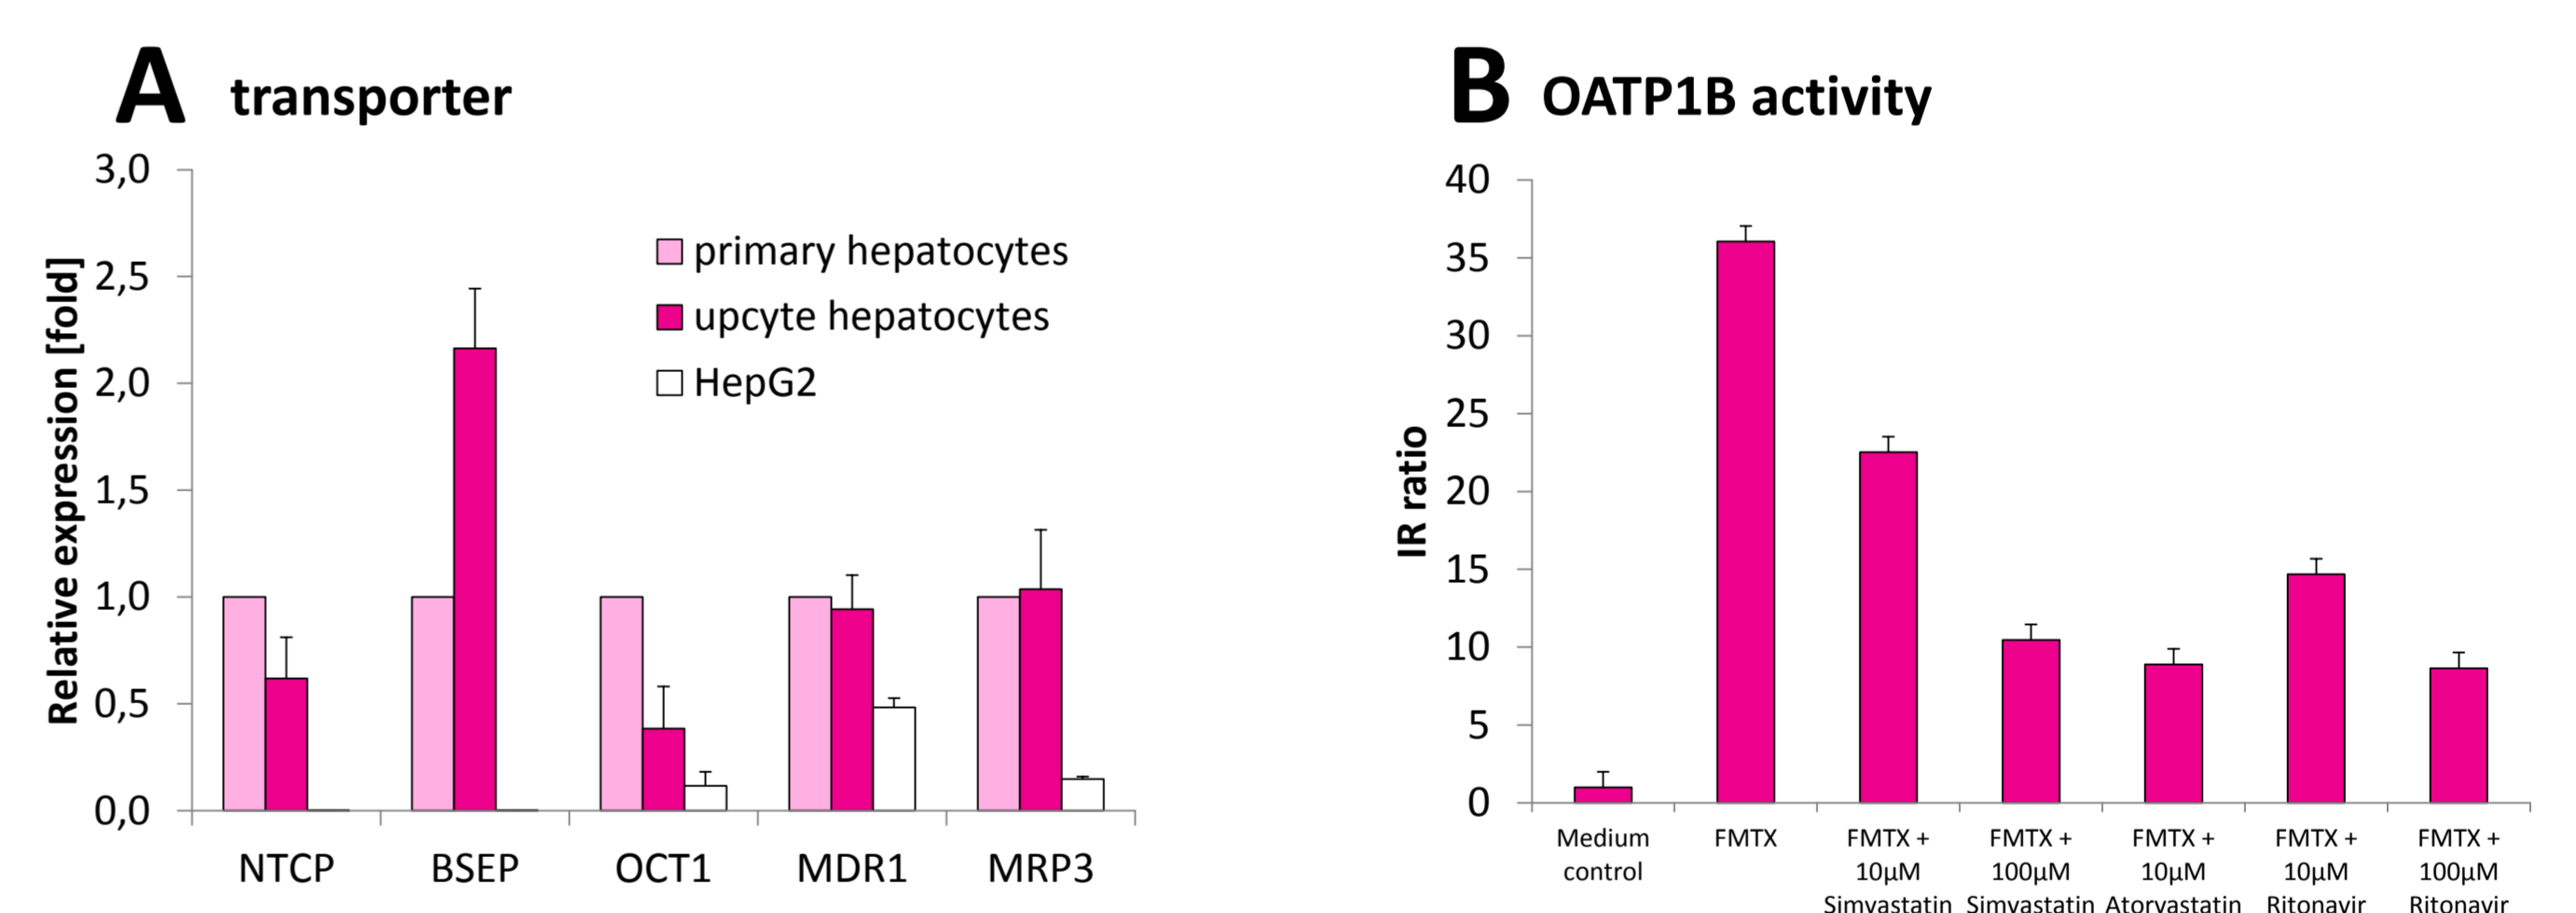 A transporter
3,0
2,5
2,0
1,5
1,0
0,5
0,0
Relative expression [fold]
primary hepatocytes
upcyte hepatocytes
HepG2
NTCP BSEP OCT1 MDR1 MRP3
B OATP1B activity
40
35
30
25
20
15
10
5
0
IR ratio
Medium control
FMTX
FMTX + 10µM Simvastatin
FMTX + 100µM Simvastatin
FMTX + 10µM Atorvastatin
FMTX + 10µM Ritonavir
FMTX + 100µM Ritonavir